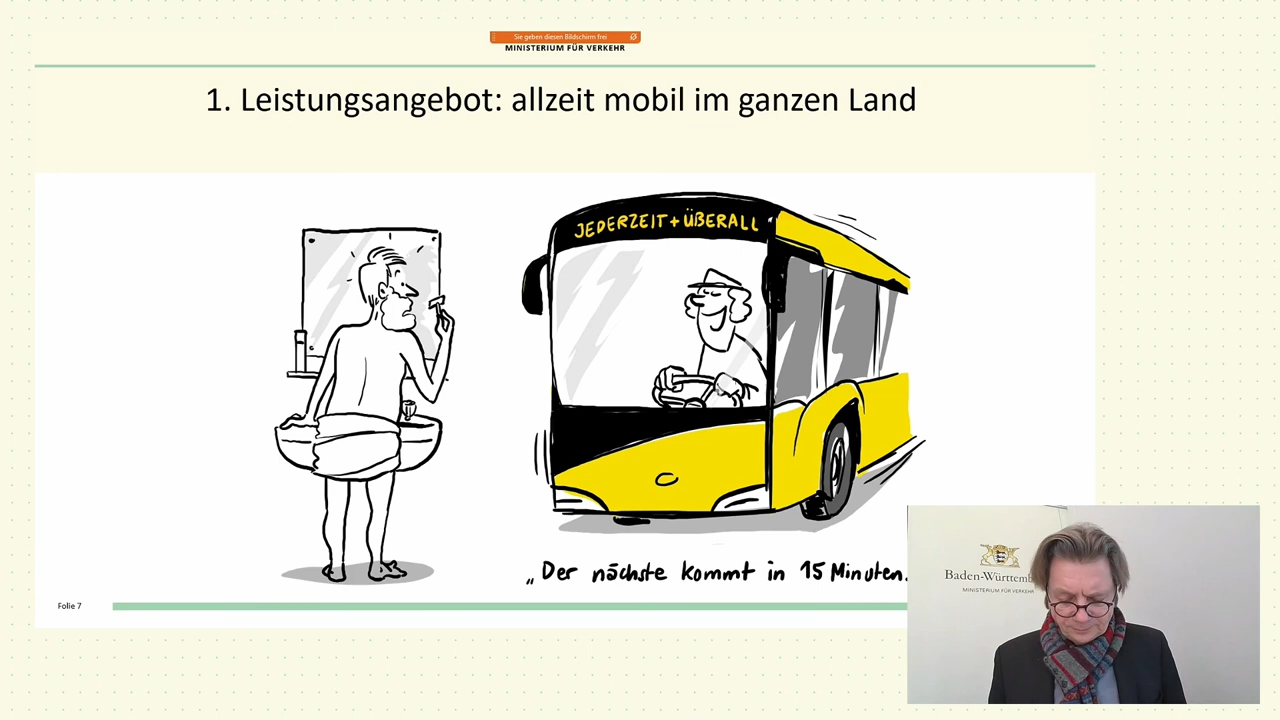 Sie geben diesen Bildschirm frei
MINISTERIUM FÜR VERKEHR
1. Leistungsangebot: allzeit mobil im ganzen Land
JEDERZEIT + ÜBERALL
„Der nächste kommt in 15 Minuten.
Folie 7
Baden-Württemb
MINISTERIUM FÜR VERKEHR